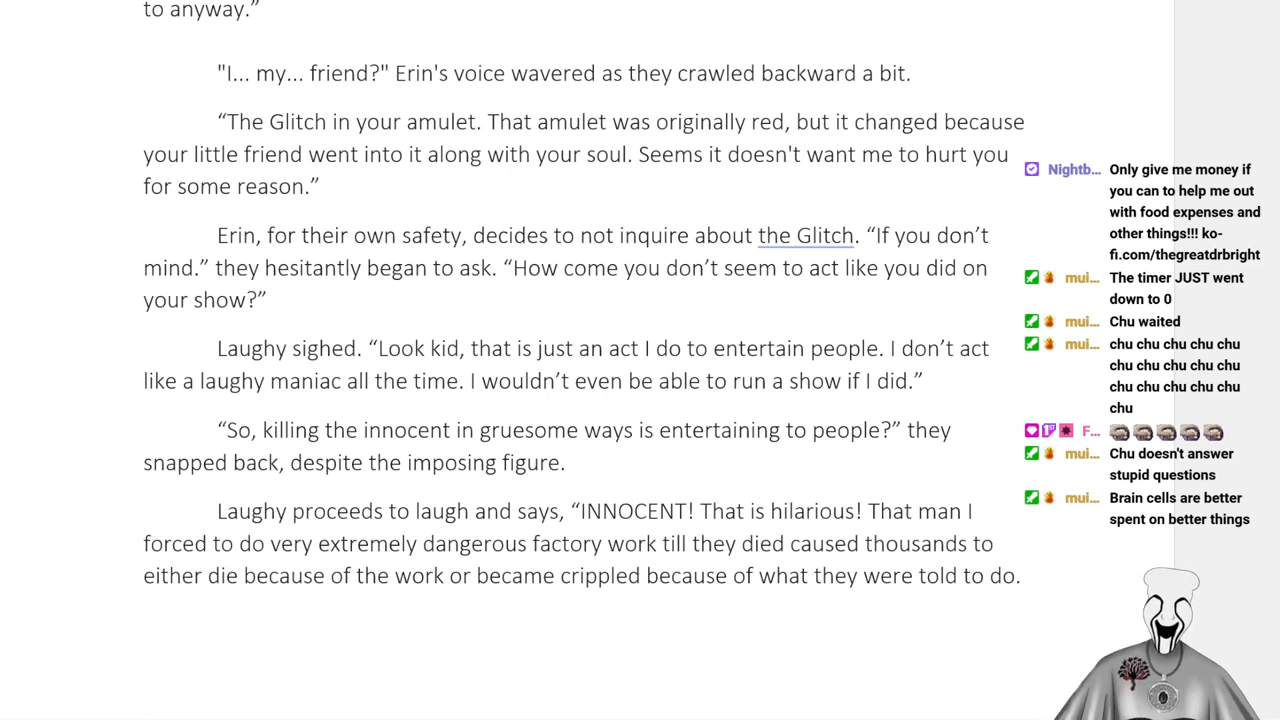 to anyway.”
"I... my... friend?" Erin's voice wavered as they crawled backward a bit.
“The Glitch in your amulet. That amulet was originally red, but it changed because
your little friend went into it along with your soul. Seems it doesn't want me to hurt you
for some reason.”
Erin, for their own safety, decides to not inquire about the Glitch. “If you don’t
mind.” they hesitantly began to ask. “How come you don’t seem to act like you did on
your show?”
Laughy sighed. “Look kid, that is just an act I do to entertain people. I don’t act
like a laughy maniac all the time. I wouldn’t even be able to run a show if I did.”
“So, killing the innocent in gruesome ways is entertaining to people?” they
snapped back, despite the imposing figure.
Laughy proceeds to laugh and says, “INNOCENT! That is hilarious! That man I
forced to do very extremely dangerous factory work till they died caused thousands to
either die because of the work or became crippled because of what they were told to do.
Nightb... Only give me money if
you can to help me out
with food expenses and
other things!!! ko-
fi.com/thegreatdrbright
mui... The timer JUST went
down to 0
mui... Chu waited
mui... chu chu chu chu chu
chu chu chu chu chu
chu chu chu chu chu
chu
F...
mui... Chu doesn't answer
stupid questions
mui... Brain cells are better
spent on better things